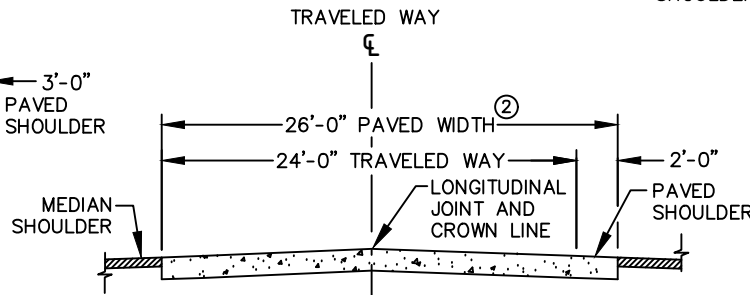 TRAVELED WAY
℄
3'-0"
PAVED
SHOULDER
26'-0" PAVED WIDTH ②
24'-0" TRAVELED WAY
2'-0"
MEDIAN
SHOULDER
LONGITUDINAL
JOINT AND
CROWN LINE
PAVED
SHOULDER